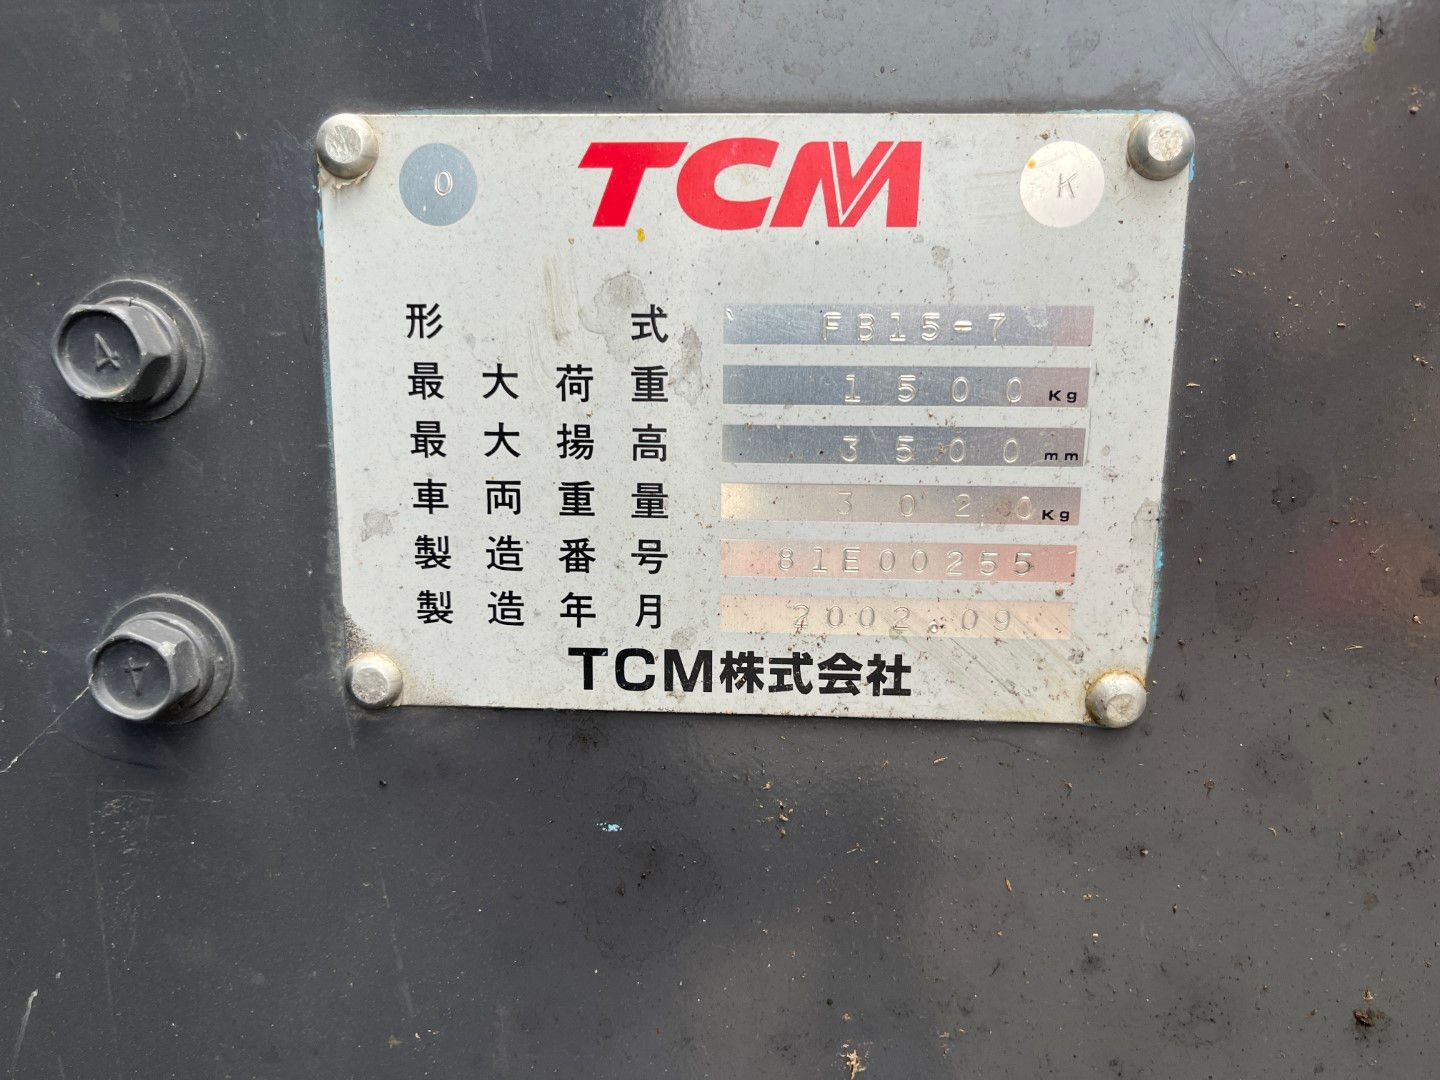 O TCM K
形式 FB15-7
最大荷重 1500 Kg
最大揚高 3500 mm
車両重量 3020 Kg
製造番号 81E00255
製造年月 2002.09
TCM株式会社
4
T